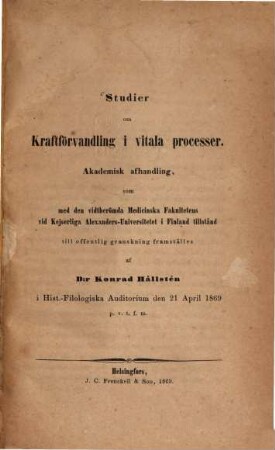 Studier
om
Kraftförvandling i vitala processer.
Akademisk afhandling,
som
med den vidtberömda Medicinska Fakultetens
vid Kejserliga Alexanders-Universitetet i Finland tillstånd
till offentlig granskning framställes
af
D:r Konrad Hällstén
i Hist.-Filologiska Auditorium den 21 April 1869
p. v. t. f. m.
Helsingfors,
J. C. Frenckell & Son, 1869.